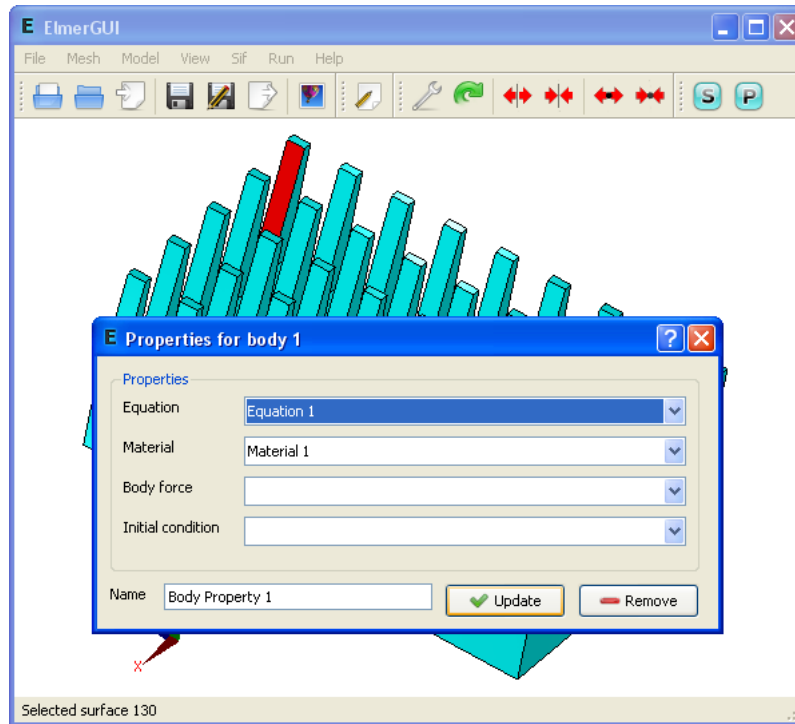 E ElmerGUI
File Mesh Model View Sif Run Help
S P
E Properties for body 1
Properties
Equation Equation 1
Material Material 1
Body force
Initial condition
Name Body Property 1 Update Remove
X
Selected surface 130